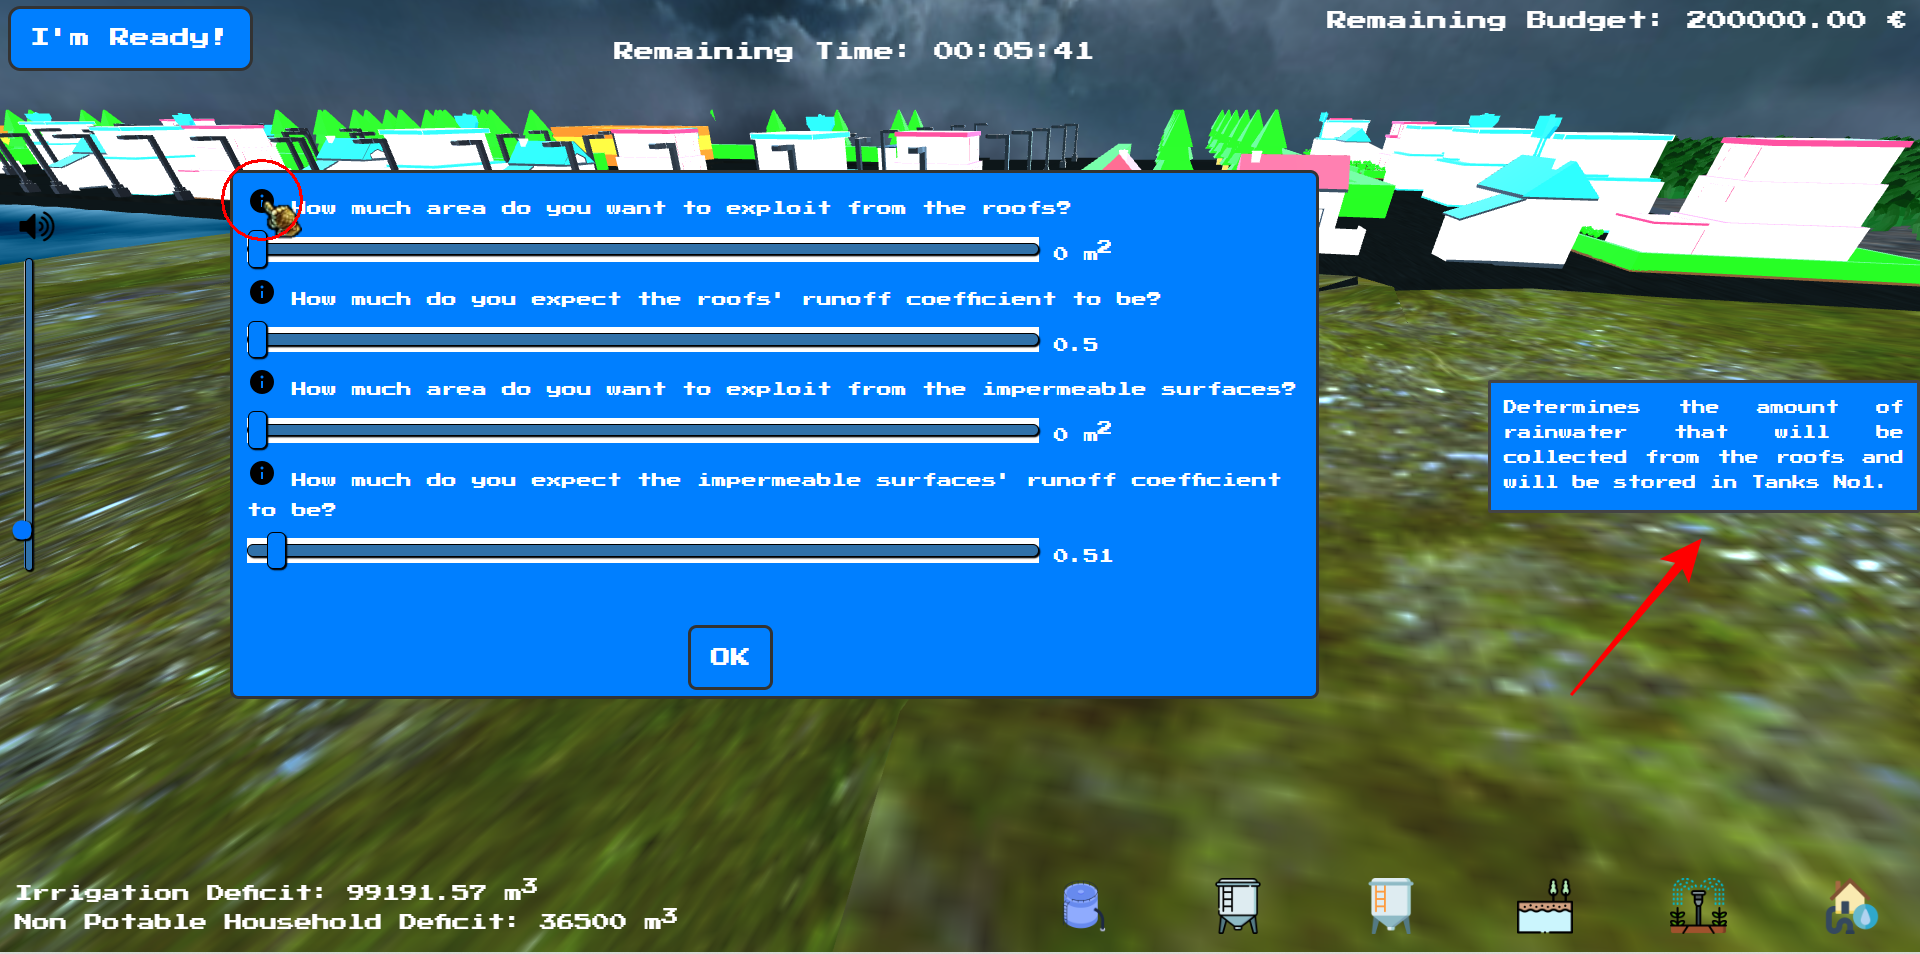 I'm Ready!
Remaining Time: 00:05:41
Remaining Budget: 200000.00 €
How much area do you want to exploit from the roofs?
0 m²
How much do you expect the roofs' runoff coefficient to be?
0.5
How much area do you want to exploit from the impermeable surfaces?
0 m²
How much do you expect the impermeable surfaces' runoff coefficient
to be?
0.51
OK
Determines the amount of
rainwater that will be
collected from the roofs and
will be stored in Tanks No1.
Irrigation Deficit: 99191.57 m³
Non Potable Household Deficit: 36500 m³